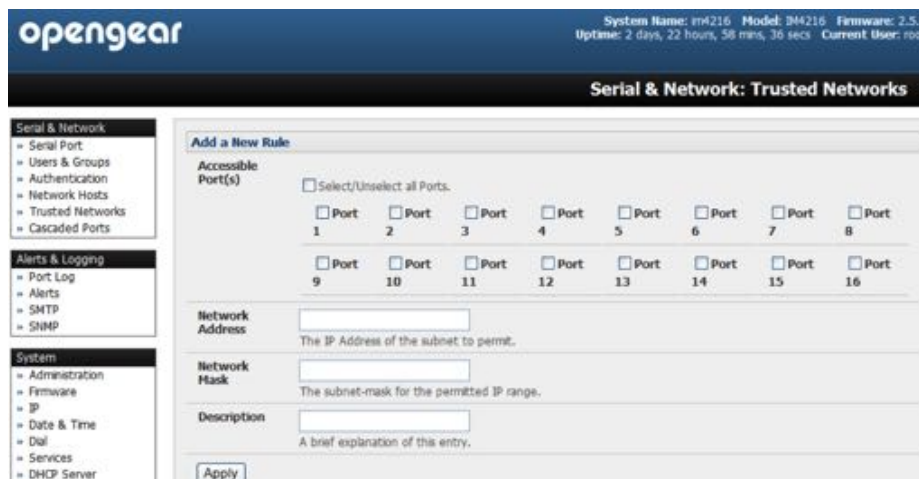 opengear
System Name: im4216 Model: IM4216 Firmware: 2.5.
Uptime: 2 days, 22 hours, 58 mins, 36 secs Current User:
Serial & Network: Trusted Networks
Serial & Network
» Serial Port
» Users & Groups
» Authentication
» Network Hosts
» Trusted Networks
» Cascaded Ports
Alerts & Logging
» Port Log
» Alerts
» SMTP
» SNMP
System
» Administration
» Firmware
» IP
» Date & Time
» Dial
» Services
» DHCP Server
Add a New Rule
Accessible Port(s)
Select/Unselect all Ports.
Port 1 Port 2 Port 3 Port 4 Port 5 Port 6 Port 7 Port 8
Port 9 Port 10 Port 11 Port 12 Port 13 Port 14 Port 15 Port 16
Network Address
The IP Address of the subnet to permit.
Network Mask
The subnet-mask for the permitted IP range.
Description
A brief explanation of this entry.
Apply